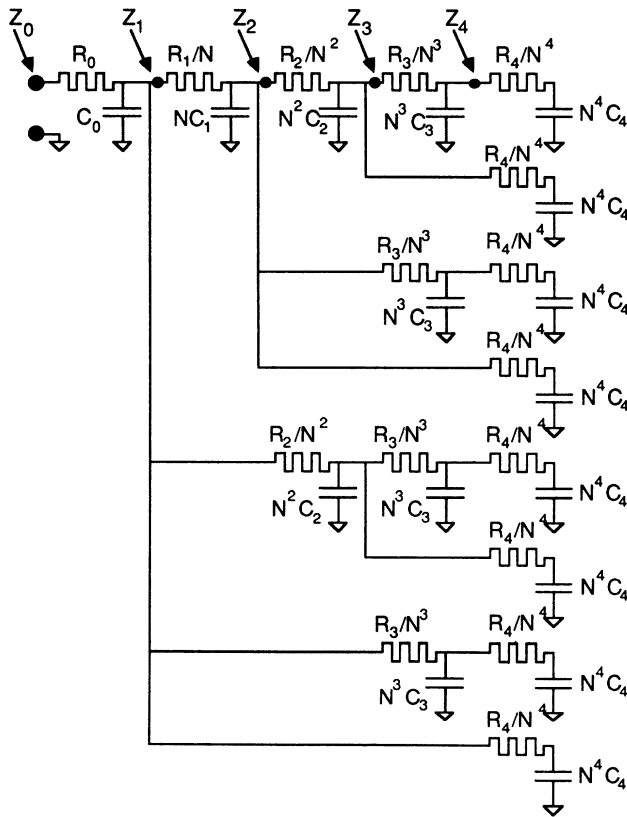 Z₀ Z₁ Z₂ Z₃ Z₄
R₀ R₁/N R₂/N² R₃/N³ R₄/N⁴
C₀ NC₁ N²C₂ N³C₃ N⁴C₄
R₄/N⁴
N⁴C₄
R₃/N³ R₄/N⁴
N³C₃ N⁴C₄
R₄/N⁴
N⁴C₄
R₂/N² R₃/N³ R₄/N⁴
N²C₂ N³C₃ N⁴C₄
R₄/N⁴
N⁴C₄
R₃/N³ R₄/N⁴
N³C₃ N⁴C₄
R₄/N⁴
N⁴C₄